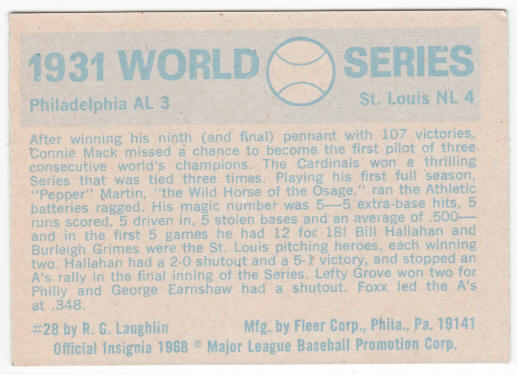 1931 WORLD SERIES
Philadelphia AL 3 St. Louis NL 4
After winning his ninth (and final) pennant with 107 victories,
Connie Mack missed a chance to become the first pilot of three
consecutive world's champions. The Cardinals won a thrilling
Series that was tied three times. Playing his first full season,
"Pepper" Martin, "the Wild Horse of the Osage," ran the Athletic
batteries ragged. His magic number was 5—5 extra-base hits, 5
runs scored, 5 driven in, 5 stolen bases and an average of .500—
and in the first 5 games he had 12 for 18! Bill Hallahan and
Burleigh Grimes were the St. Louis pitching heroes, each winning
two. Hallahan had a 2-0 shutout and a 5-1 victory, and stopped an
A's rally in the final inning of the Series. Lefty Grove won two for
Philly and George Earnshaw had a shutout. Foxx led the A's
at .348.
#28 by R. G. Laughlin Mfg. by Fleer Corp., Phila., Pa. 19141
Official Insignia 1968 © Major League Baseball Promotion Corp.